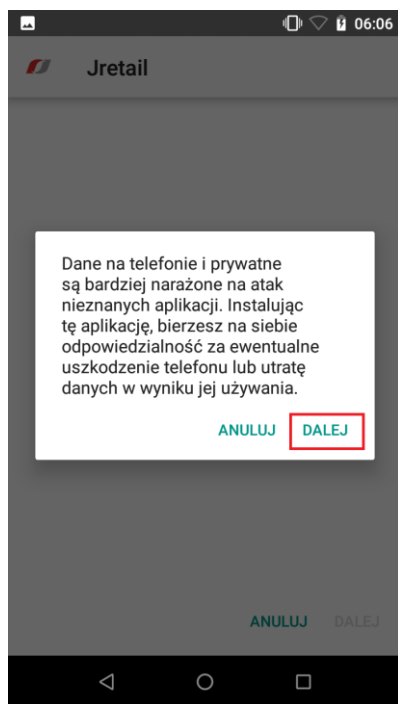 06:06
Jretail
Dane na telefonie i prywatne
są bardziej narażone na atak
nieznanych aplikacji. Instalując
tę aplikację, bierzesz na siebie
odpowiedzialność za ewentualne
uszkodzenie telefonu lub utratę
danych w wyniku jej używania.
ANULUJ DALEJ
ANULUJ DALEJ